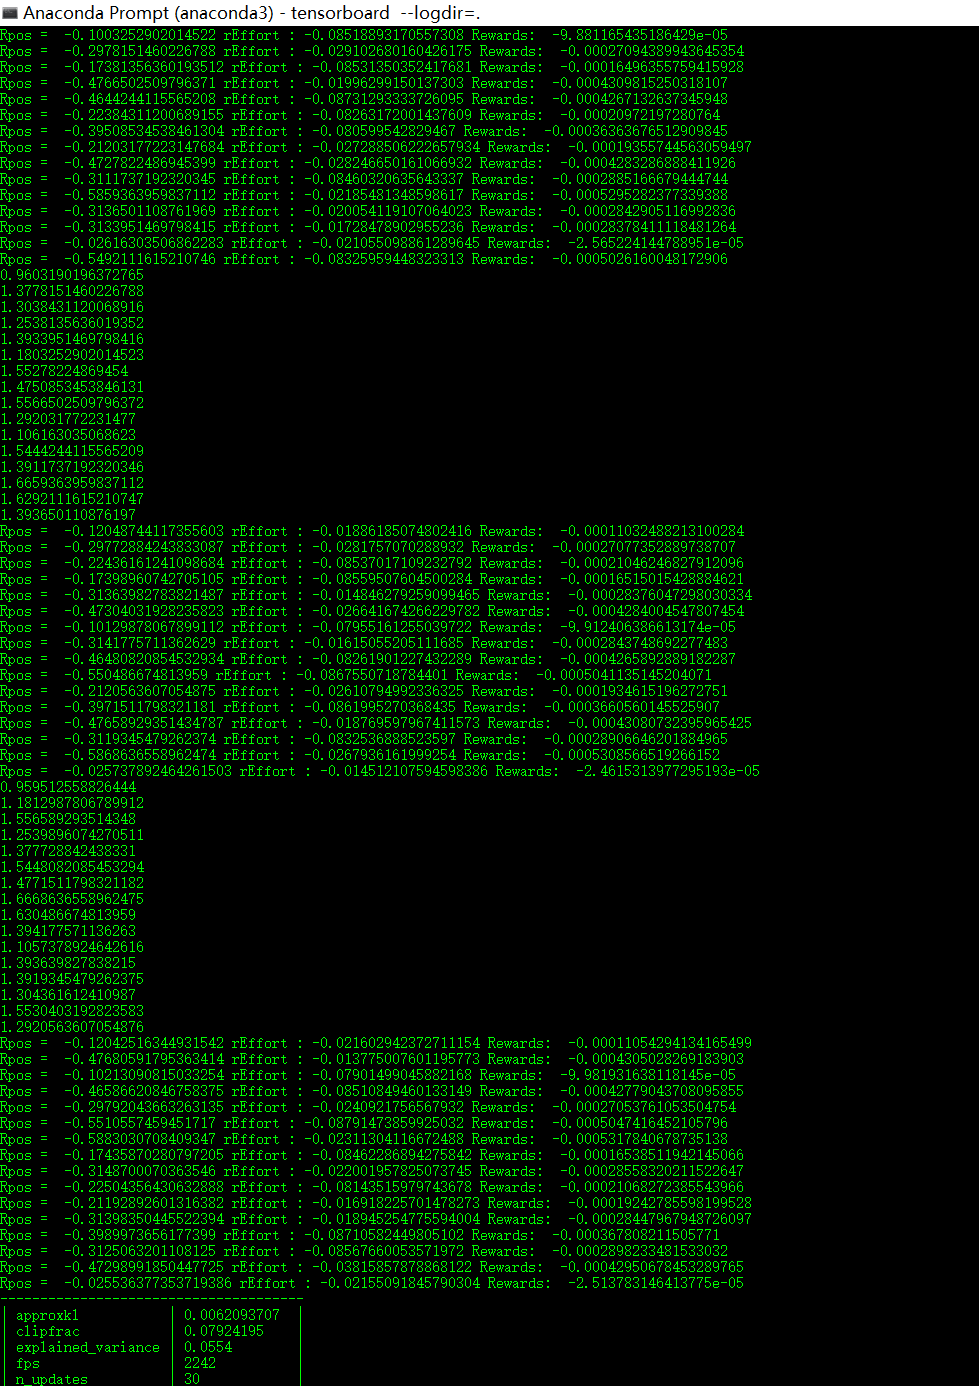 Anaconda Prompt (anaconda3) - tensorboard  --logdir=.
Rpos =  -0.1003252902014522 rEffort : -0.08518893170557308 Rewards:  -9.881165435186429e-05
Rpos =  -0.2978151460226788 rEffort : -0.029102680160426175 Rewards:  -0.00027094389943645354
Rpos =  -0.17381356360193512 rEffort : -0.08531350352417681 Rewards:  -0.00016496355759415928
Rpos =  -0.4766502509796371 rEffort : -0.01996299150137303 Rewards:  -0.0004309815250318107
Rpos =  -0.4644244115565208 rEffort : -0.08731293333726095 Rewards:  -0.0004267132637345948
Rpos =  -0.22384311200689155 rEffort : -0.08263172001437609 Rewards:  -0.00020972197280764
Rpos =  -0.39508534538461304 rEffort : -0.080599542829467 Rewards:  -0.00036363676512909845
Rpos =  -0.21203177223147684 rEffort : -0.027288506222657934 Rewards:  -0.00019355744563059497
Rpos =  -0.4727822486945399 rEffort : -0.028246650161066932 Rewards:  -0.0004283286888411926
Rpos =  -0.3111737192320345 rEffort : -0.08460320635643337 Rewards:  -0.0002885166679444744
Rpos =  -0.5859363959837112 rEffort : -0.02185481348598617 Rewards:  -0.0005295282377339388
Rpos =  -0.3136501108761969 rEffort : -0.020054119107064023 Rewards:  -0.0002842905116992836
Rpos =  -0.3133951469798415 rEffort : -0.01728478902955236 Rewards:  -0.00028378411118481264
Rpos =  -0.02616303506862283 rEffort : -0.021055098861289645 Rewards:  -2.565224144788951e-05
Rpos =  -0.5492111615210746 rEffort : -0.08325959448323313 Rewards:  -0.0005026160048172906
0.9603190196372765
1.3778151460226788
1.3038431120068916
1.2538135636019352
1.3933951469798416
1.1803252902014523
1.55278224869454
1.4750853453846131
1.5566502509796372
1.292031772231477
1.106163035068623
1.5444244115565209
1.3911737192320346
1.6659363959837112
1.6292111615210747
1.393650110876197
Rpos =  -0.12048744117355603 rEffort : -0.01886185074802416 Rewards:  -0.00011032488213100284
Rpos =  -0.29772884243833087 rEffort : -0.0281757070288932 Rewards:  -0.00027077352889738707
Rpos =  -0.22436161241098684 rEffort : -0.08537017109232792 Rewards:  -0.00021046246827912096
Rpos =  -0.17398960742705105 rEffort : -0.08559507604500284 Rewards:  -0.00016515015428884621
Rpos =  -0.31363982783821487 rEffort : -0.014846279259099465 Rewards:  -0.00028376047298030334
Rpos =  -0.47304031928235823 rEffort : -0.026641674266229782 Rewards:  -0.0004284004547807454
Rpos =  -0.10129878067899112 rEffort : -0.07955161255039722 Rewards:  -9.912406386613174e-05
Rpos =  -0.3141775711362629 rEffort : -0.01615055205111685 Rewards:  -0.0002843748692277483
Rpos =  -0.46480820854532934 rEffort : -0.08261901227432289 Rewards:  -0.0004265892889182287
Rpos =  -0.550486674813959 rEffort : -0.0867550718784401 Rewards:  -0.0005041135145204071
Rpos =  -0.2120563607054875 rEffort : -0.02610794992336325 Rewards:  -0.0001934615196272751
Rpos =  -0.3971511798321181 rEffort : -0.0861995270368435 Rewards:  -0.0003660560145525907
Rpos =  -0.47658929351434787 rEffort : -0.018769597967411573 Rewards:  -0.00043080732395965425
Rpos =  -0.3119345479262374 rEffort : -0.0832536888523597 Rewards:  -0.00028906646201884965
Rpos =  -0.5868636558962474 rEffort : -0.0267936161999254 Rewards:  -0.0005308566519266152
Rpos =  -0.025737892464261503 rEffort : -0.014512107594598386 Rewards:  -2.4615313977295193e-05
0.959512558826444
1.1812987806789912
1.556589293514348
1.2539896074270511
1.377728842438331
1.5448082085453294
1.4771511798321182
1.6668636558962475
1.630486674813959
1.394177571136263
1.1057378924642616
1.393639827838215
1.3919345479262375
1.304361612410987
1.5530403192823583
1.2920563607054876
Rpos =  -0.12042516344931542 rEffort : -0.021602942372711154 Rewards:  -0.00011054294134165499
Rpos =  -0.47680591795363414 rEffort : -0.013775007601195773 Rewards:  -0.0004305028269183903
Rpos =  -0.10213090815033254 rEffort : -0.07901499045882168 Rewards:  -9.981931638118145e-05
Rpos =  -0.46586620846758375 rEffort : -0.08510849460133149 Rewards:  -0.00042779043708095855
Rpos =  -0.29792043663263135 rEffort : -0.0240921756567932 Rewards:  -0.00027053761053504754
Rpos =  -0.5510557459451717 rEffort : -0.08791473859925032 Rewards:  -0.0005047416452105796
Rpos =  -0.5883030708409347 rEffort : -0.02311304116672488 Rewards:  -0.0005317840678735138
Rpos =  -0.17435870280797205 rEffort : -0.08462286894275842 Rewards:  -0.00016538511942145066
Rpos =  -0.3148700070363546 rEffort : -0.022001957825073745 Rewards:  -0.00028558320211522647
Rpos =  -0.22504356430632888 rEffort : -0.08143515979743678 Rewards:  -0.00021068272385543966
Rpos =  -0.21192892601316382 rEffort : -0.016918225701478273 Rewards:  -0.00019242785598199528
Rpos =  -0.31398350445522394 rEffort : -0.018945254775594004 Rewards:  -0.00028447967948726097
Rpos =  -0.3989973656177399 rEffort : -0.08710582449805102 Rewards:  -0.000367808211505771
Rpos =  -0.3125063201108125 rEffort : -0.08567660053571972 Rewards:  -0.0002898233481533032
Rpos =  -0.47298991850447725 rEffort : -0.03815857878868122 Rewards:  -0.00042950678453289765
Rpos =  -0.025536377353719386 rEffort : -0.02155091845790304 Rewards:  -2.513783146413775e-05
--------------------------------------
| approxkl           | 0.0062093707  |
| clipfrac           | 0.07924195    |
| explained_variance | 0.0554        |
| fps                | 2242          |
| n_updates          | 30            |